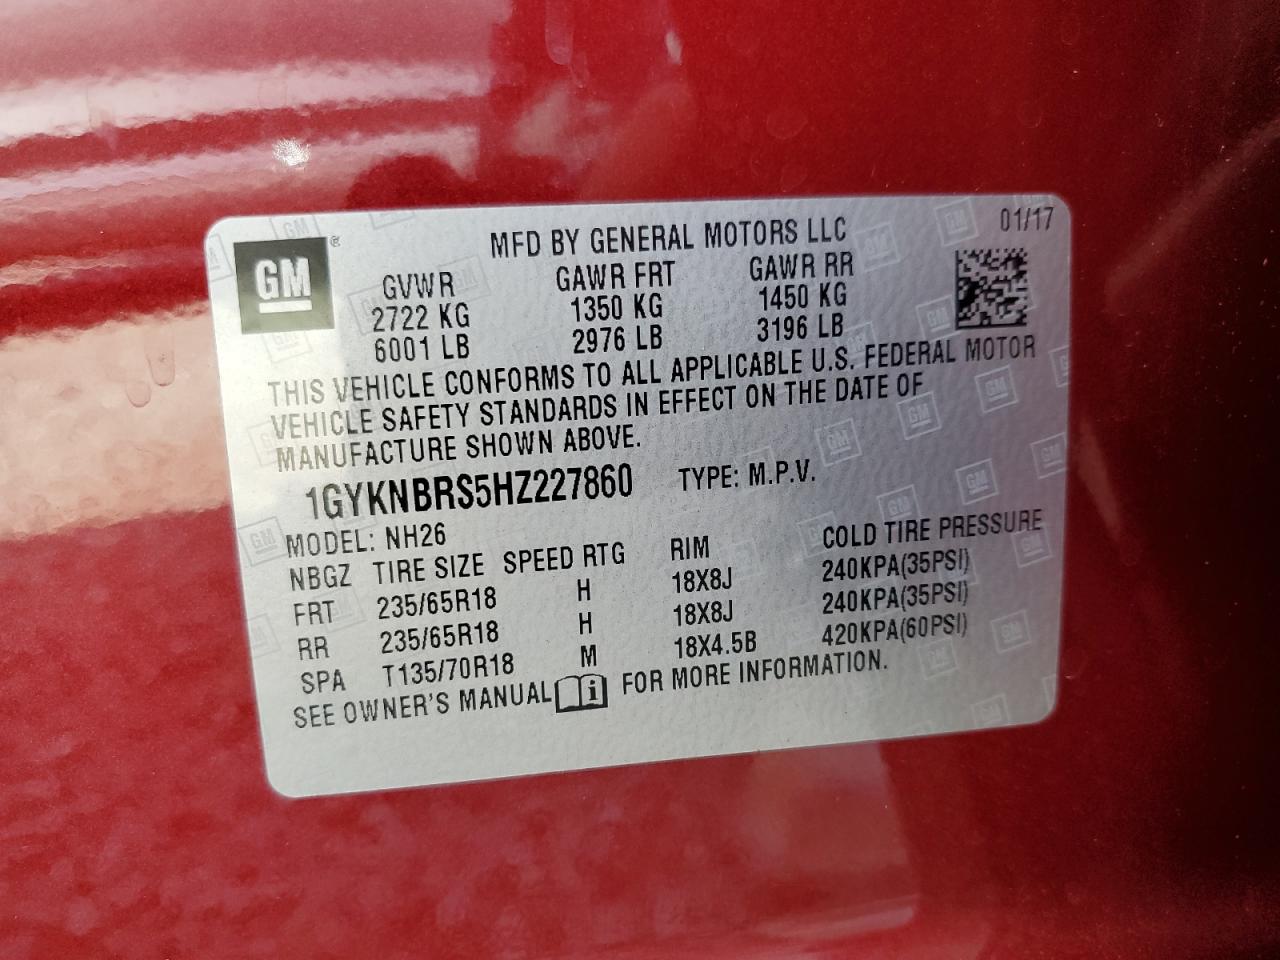 GM ®
MFD BY GENERAL MOTORS LLC 01/17
GVWR GAWR FRT GAWR RR
2722 KG 1350 KG 1450 KG
6001 LB 2976 LB 3196 LB
THIS VEHICLE CONFORMS TO ALL APPLICABLE U.S. FEDERAL MOTOR
VEHICLE SAFETY STANDARDS IN EFFECT ON THE DATE OF
MANUFACTURE SHOWN ABOVE.
1GYKNBRS5HZ227860 TYPE: M.P.V.
MODEL: NH26
NBGZ TIRE SIZE SPEED RTG RIM COLD TIRE PRESSURE
FRT 235/65R18 H 18X8J 240KPA(35PSI)
RR 235/65R18 H 18X8J 240KPA(35PSI)
SPA T135/70R18 M 18X4.5B 420KPA(60PSI)
SEE OWNER'S MANUAL i FOR MORE INFORMATION.